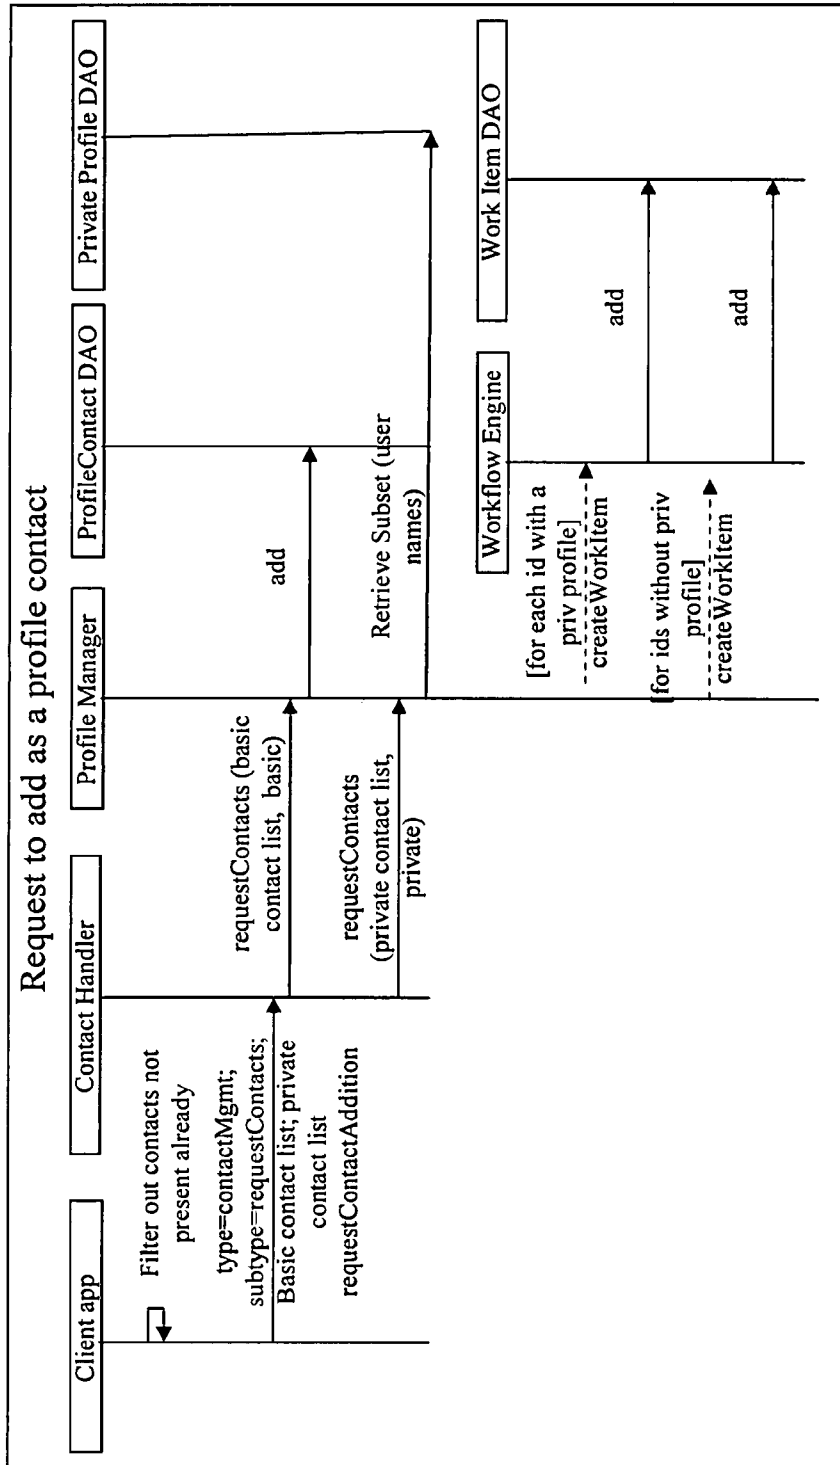 Request to add as a profile contact
Client app
Contact Handler
Profile Manager
ProfileContact DAO
Private Profile DAO
Filter out contacts not
present already
type=contactMgmt;
subtype=requestContacts;
Basic contact list; private
contact list
requestContactAddition
requestContacts (basic
contact list, basic)
add
requestContacts
(private contact list,
private)
Retrieve Subset (user
names)
Workflow Engine
Work Item DAO
[for each id with a
priv profile]
createWorkItem
add
[for ids without priv
profile]
createWorkItem
add